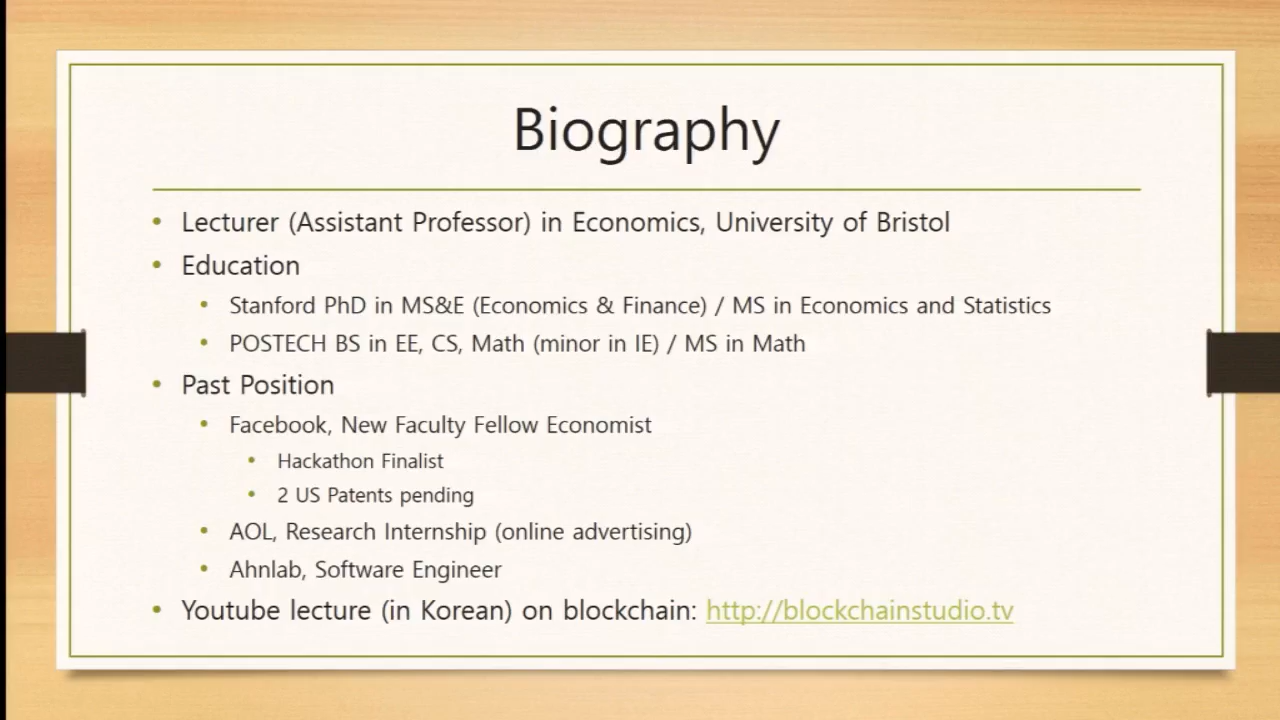 Biography
• Lecturer (Assistant Professor) in Economics, University of Bristol
• Education
• Stanford PhD in MS&E (Economics & Finance) / MS in Economics and Statistics
• POSTECH BS in EE, CS, Math (minor in IE) / MS in Math
• Past Position
• Facebook, New Faculty Fellow Economist
• Hackathon Finalist
• 2 US Patents pending
• AOL, Research Internship (online advertising)
• Ahnlab, Software Engineer
• Youtube lecture (in Korean) on blockchain: http://blockchainstudio.tv